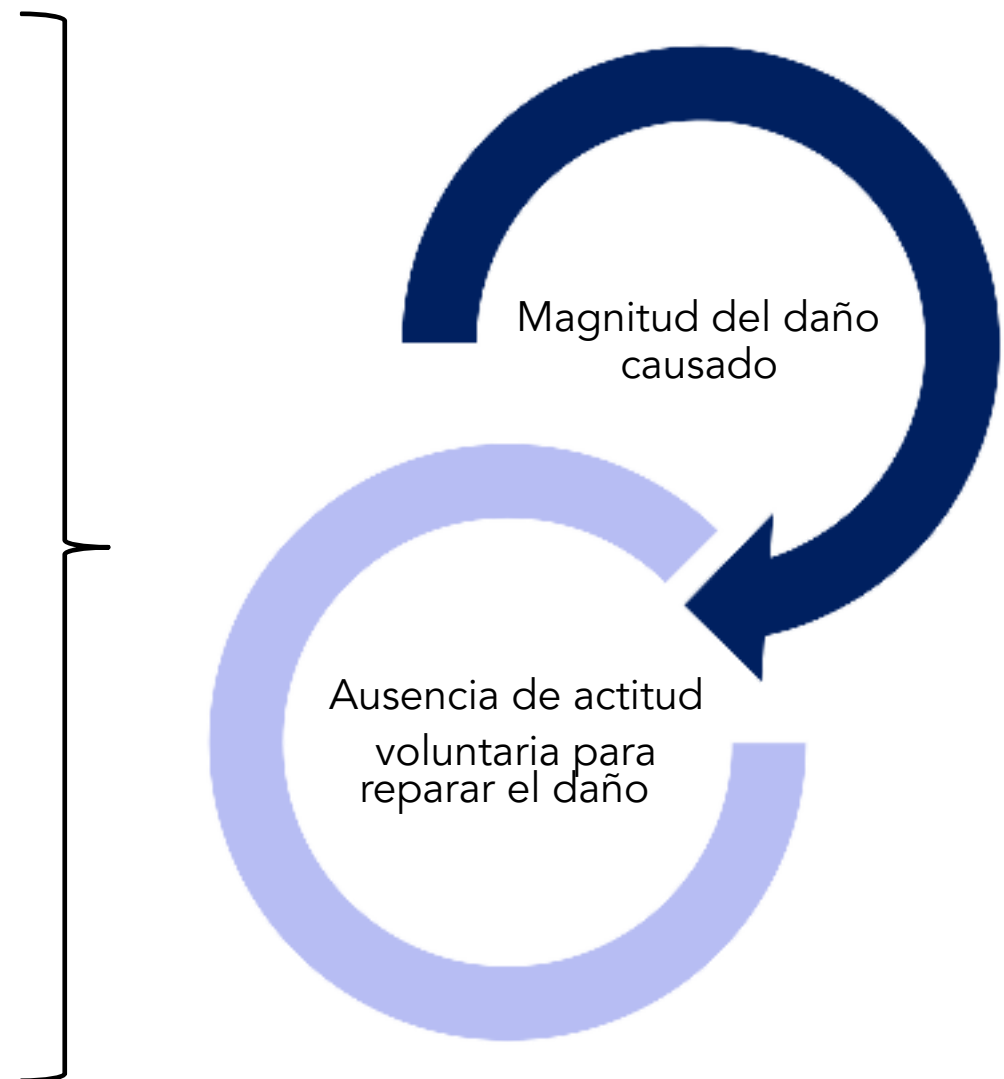 Magnitud del daño
causado
Ausencia de actitud
voluntaria para
reparar el daño